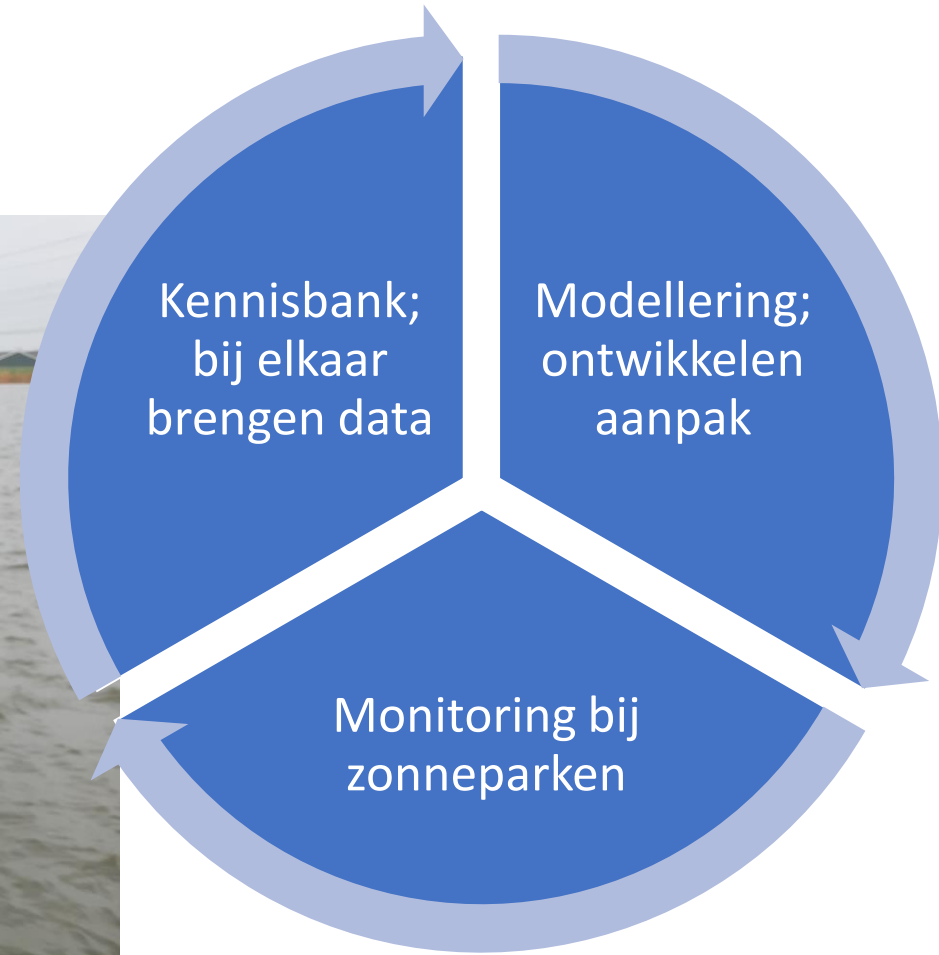 Kennisbank;
bij elkaar
brengen data
Modellering;
ontwikkelen
aanpak
Monitoring bij
zonneparken